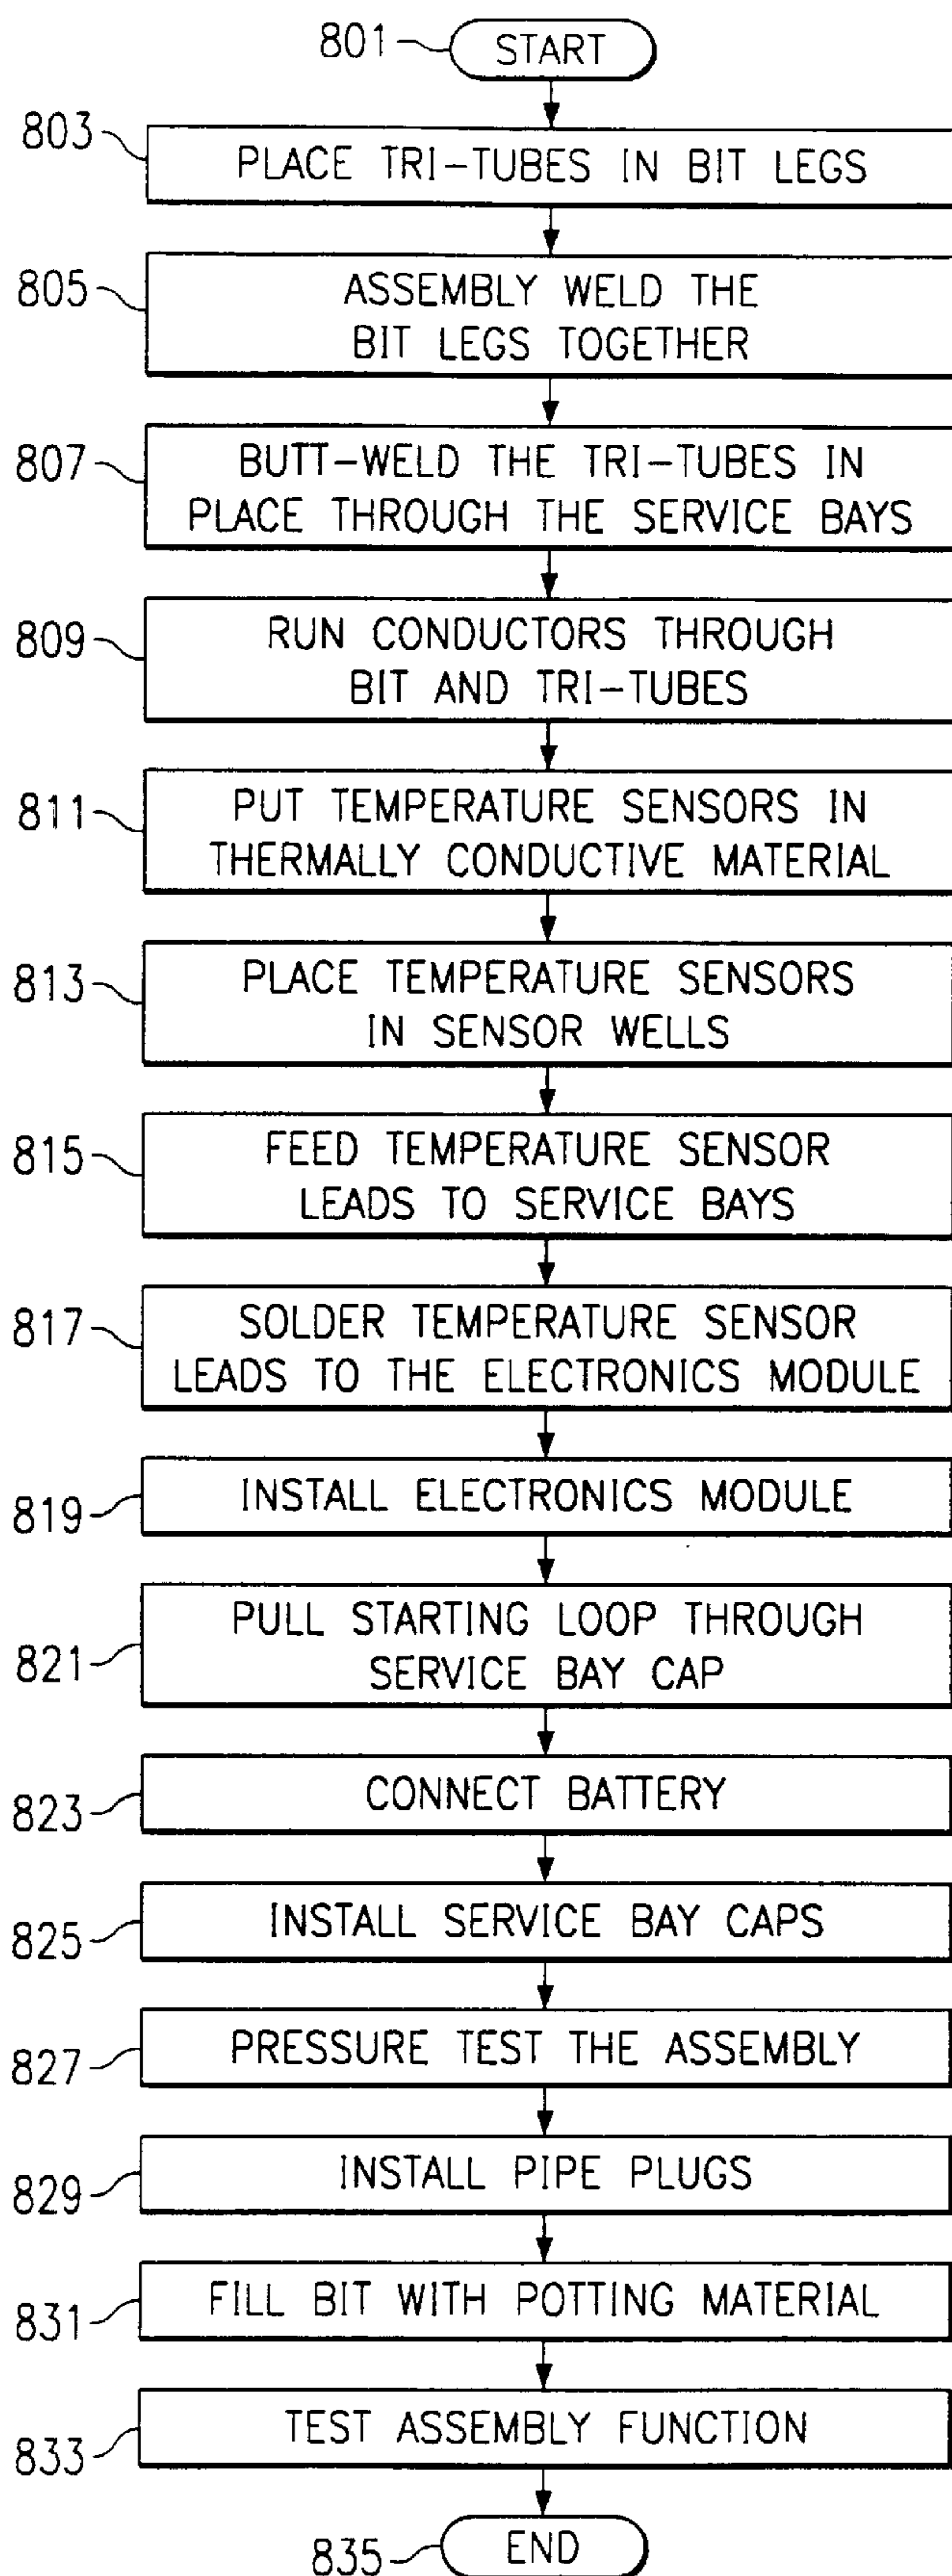 801 START
803 PLACE TRI-TUBES IN BIT LEGS
805 ASSEMBLY WELD THE
BIT LEGS TOGETHER
807 BUTT-WELD THE TRI-TUBES IN
PLACE THROUGH THE SERVICE BAYS
809 RUN CONDUCTORS THROUGH
BIT AND TRI-TUBES
811 PUT TEMPERATURE SENSORS IN
THERMALLY CONDUCTIVE MATERIAL
813 PLACE TEMPERATURE SENSORS
IN SENSOR WELLS
815 FEED TEMPERATURE SENSOR
LEADS TO SERVICE BAYS
817 SOLDER TEMPERATURE SENSOR
LEADS TO THE ELECTRONICS MODULE
819 INSTALL ELECTRONICS MODULE
821 PULL STARTING LOOP THROUGH
SERVICE BAY CAP
823 CONNECT BATTERY
825 INSTALL SERVICE BAY CAPS
827 PRESSURE TEST THE ASSEMBLY
829 INSTALL PIPE PLUGS
831 FILL BIT WITH POTTING MATERIAL
833 TEST ASSEMBLY FUNCTION
835 END